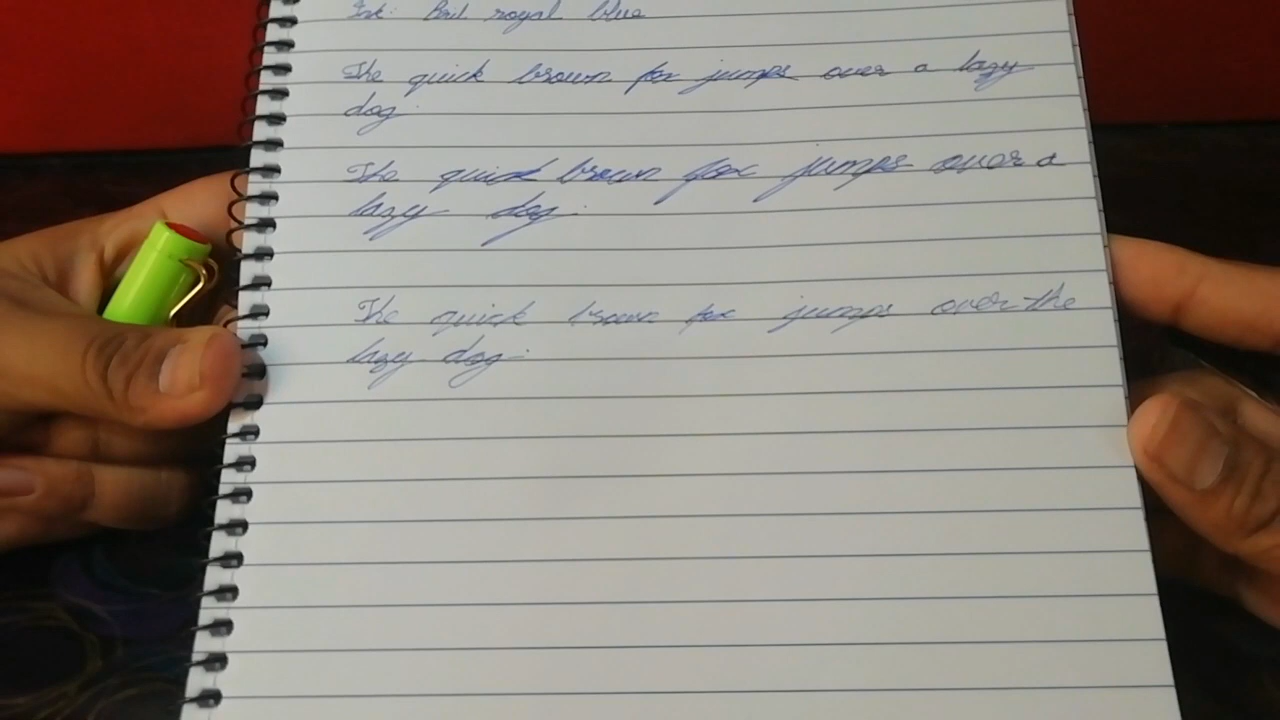 Ink: Bril royal blue
The quick brown fox jumps over a lazy
dog.
The quick brown fox jumps over a
lazy dog.
The quick brown fox jumps over the
lazy dog.